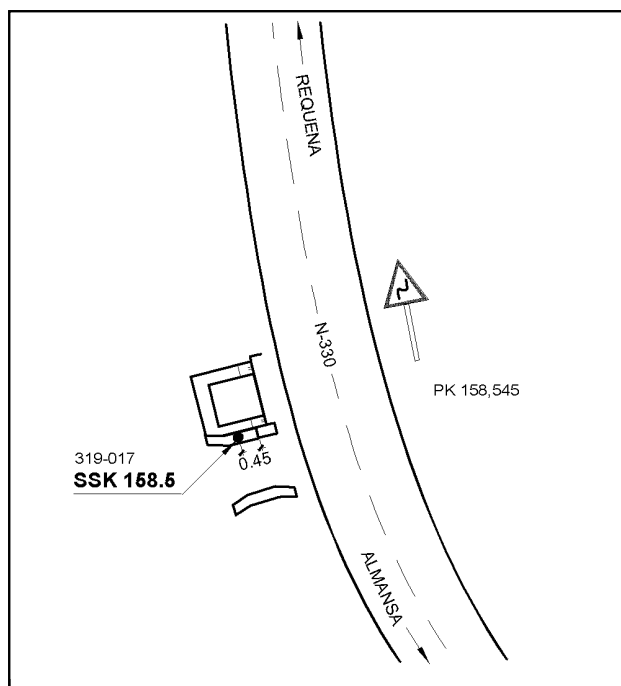 REQUENA
N-330
PK 158,545
319-017
SSK 158.5
0.45
ALMANSA